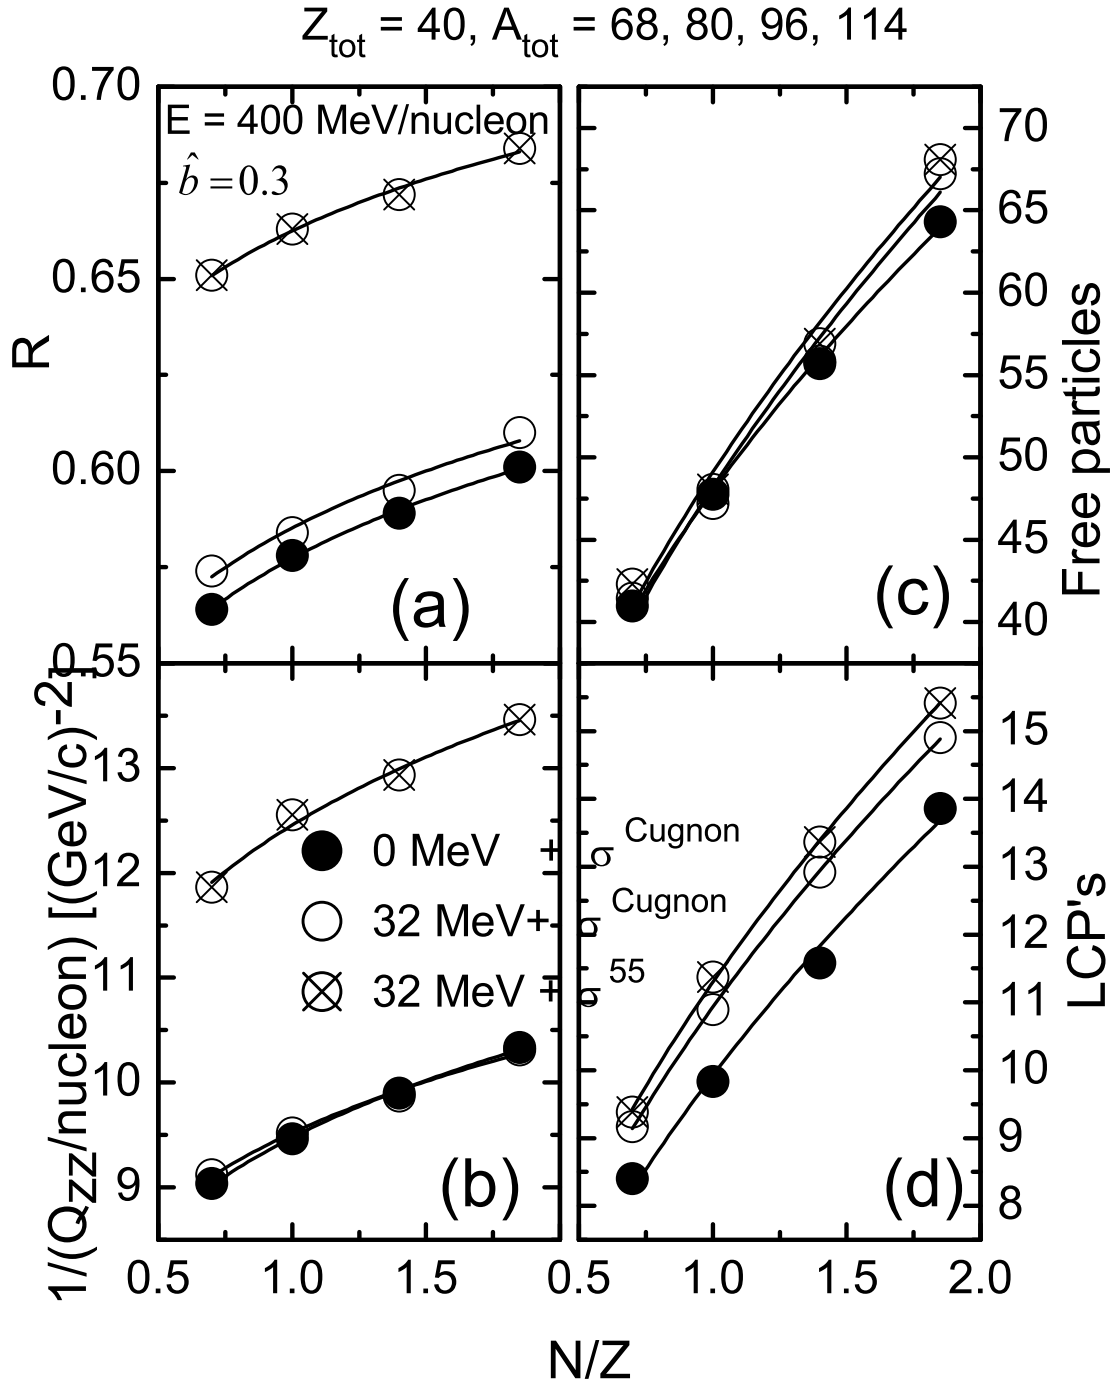 Z_tot = 40, A_tot = 68, 80, 96, 114
E = 400 MeV/nucleon
b̂ = 0.3
R
0.70
0.65
0.60
0.55
(a)
Free particles
70
65
60
55
50
45
40
(c)
1/(Q_ZZ/nucleon) [(GeV/c)^-2]
13
12
11
10
9
0 MeV + σ^Cugnon
32 MeV+ σ^Cugnon
32 MeV + σ^55
(b)
LCP's
15
14
13
12
11
10
9
8
(d)
0.5 1.0 1.5 0.5 1.0 1.5 2.0
N/Z